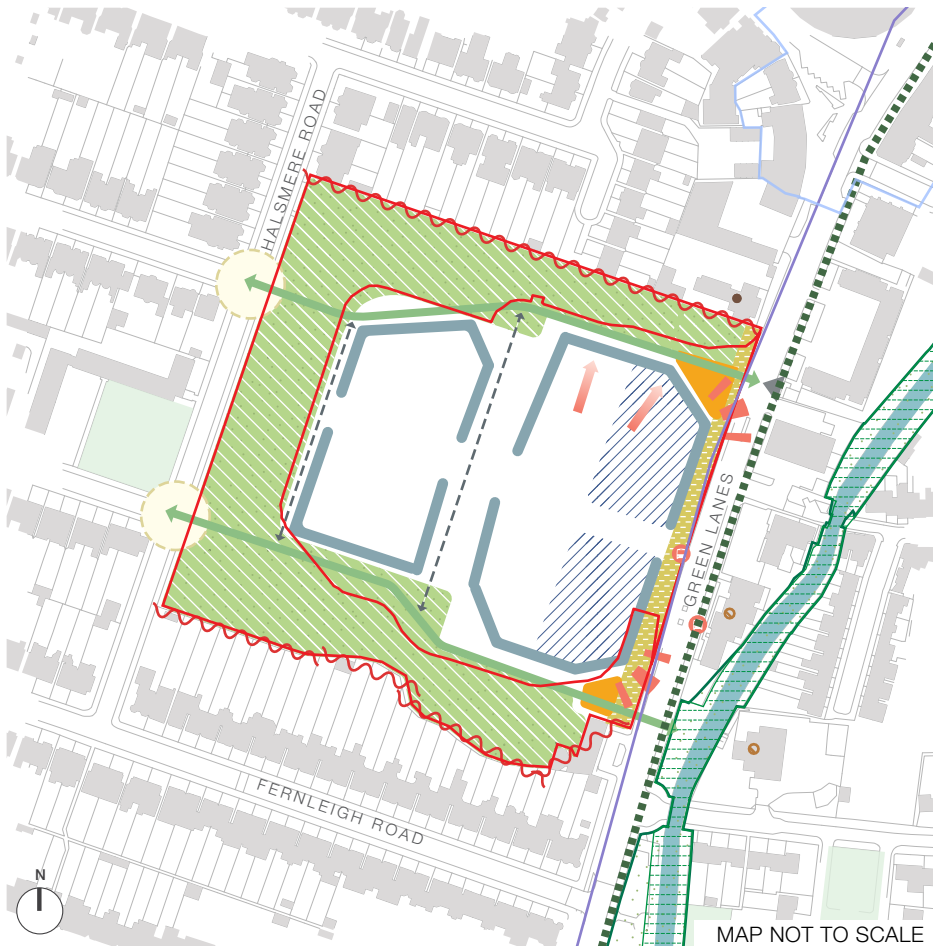 HALSMERE ROAD
GREEN LANES
FERNLEIGH ROAD
N
MAP NOT TO SCALE